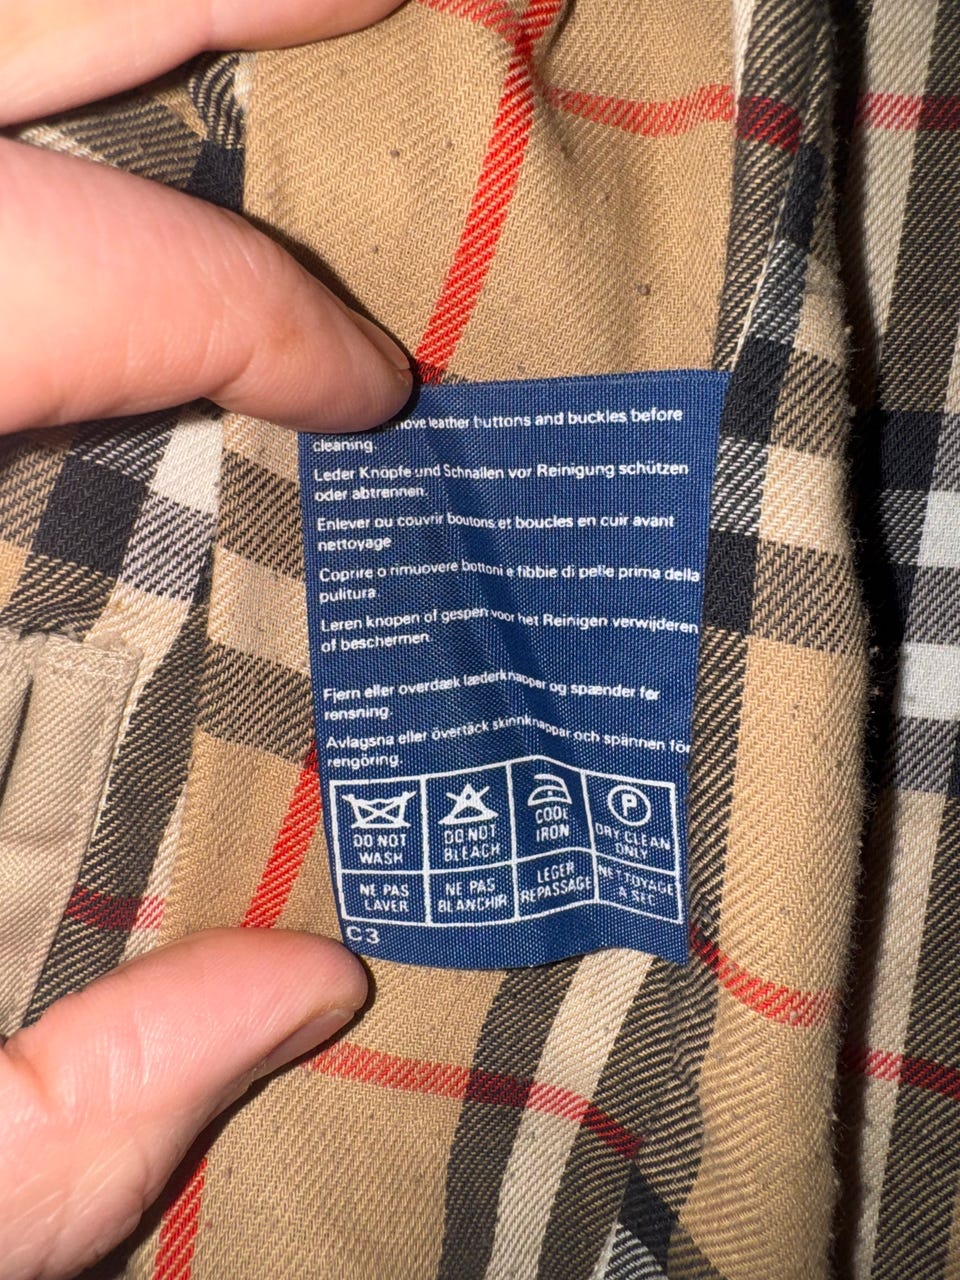 leather buttons and buckles before
cleaning.
Leder Knöpfe und Schnallen vor Reinigung schützen
oder abtrennen.
Enlever ou couvrir boutons et boucles en cuir avant
nettoyage
Coprire o rimuovere bottoni e fibbie di pelle prima della
pulitura
Leren knopen of gespen voor het Reinigen verwijderen
of beschermen.
Fjern eller overdæk læderknapper og spænder før
rensning.
Avlagsna eller övertäck skinnknappar och spännen för
rengöring.
P
DO NOT
WASH
DO NOT
BLEACH
COOL
IRON
DRY CLEAN
ONLY
NE PAS
LAVER
NE PAS
BLANCHIR
LEGER
REPASSAGE
NETTOYAGE
A SEC
C3